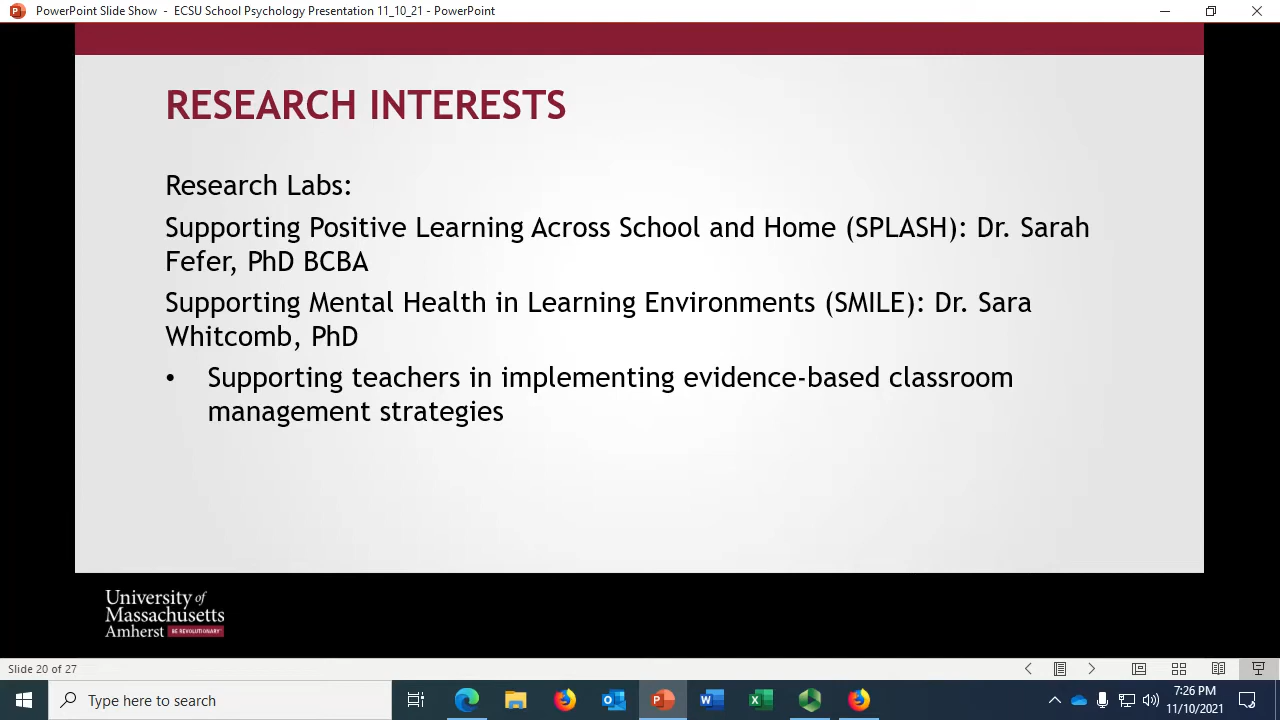 PowerPoint Slide Show - ECSU School Psychology Presentation 11_10_21 - PowerPoint
RESEARCH INTERESTS
Research Labs:
Supporting Positive Learning Across School and Home (SPLASH): Dr. Sarah
Fefer, PhD BCBA
Supporting Mental Health in Learning Environments (SMILE): Dr. Sara
Whitcomb, PhD
• Supporting teachers in implementing evidence-based classroom
management strategies
University of
Massachusetts
Amherst BE REVOLUTIONARY™
Slide 20 of 27
Type here to search
7:26 PM
11/10/2021